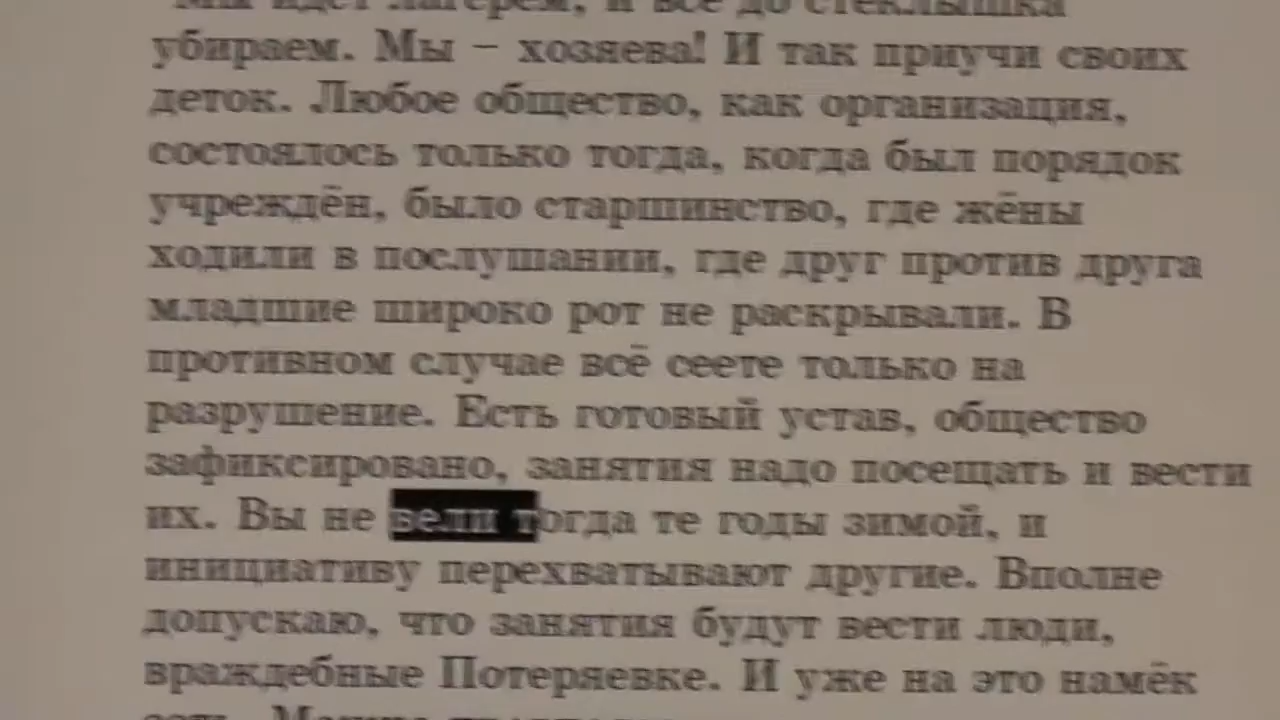 убираем. Мы – хозяева! И так приучи своих
деток. Любое общество, как организация,
состоялось только тогда, когда был порядок
учреждён, было старшинство, где жёны
ходили в послушании, где друг против друга
младшие широко рот не раскрывали. В
противном случае всё сеете только на
разрушение. Есть готовый устав, общество
зафиксировано, занятия надо посещать и вести
их. Вы не вели тогда те годы зимой, и
инициативу перехватывают другие. Вполне
допускаю, что занятия будут вести люди,
враждебные Потеряевке. И уже на это намёк